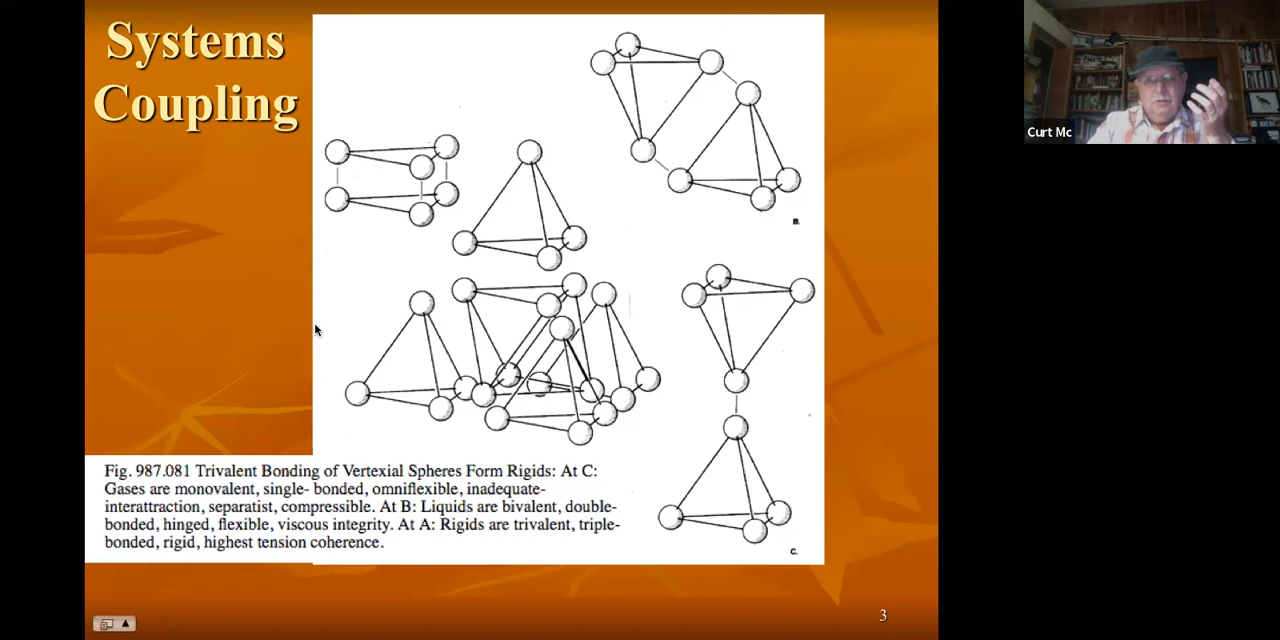 Systems
Coupling
B.
C.
Fig. 987.081 Trivalent Bonding of Vertexial Spheres Form Rigids: At C:
Gases are monovalent, single- bonded, omniflexible, inadequate-
interattraction, separatist, compressible. At B: Liquids are bivalent, double-
bonded, hinged, flexible, viscous integrity. At A: Rigids are trivalent, triple-
bonded, rigid, highest tension coherence.
3
Curt Mc